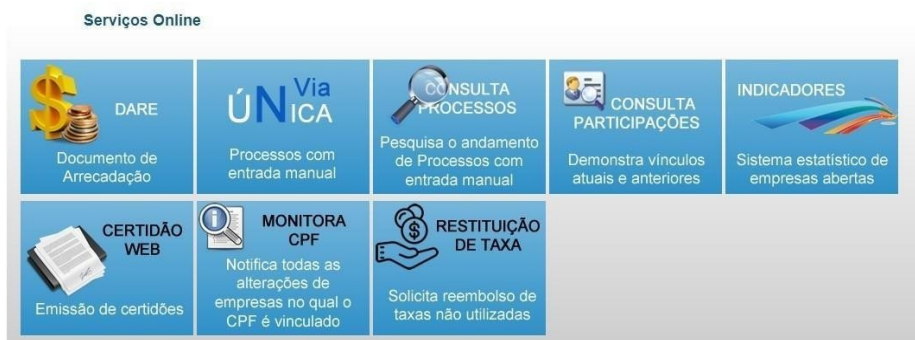 Serviços Online
DARE
Documento de
Arrecadação
Via
ÚNICA
Processos com
entrada manual
CONSULTA
PROCESSOS
Pesquisa o andamento
de Processos com
entrada manual
CONSULTA
PARTICIPAÇÕES
Demonstra vínculos
atuais e anteriores
INDICADORES
Sistema estatístico de
empresas abertas
CERTIDÃO
WEB
Emissão de certidões
MONITORA
CPF
Notifica todas as
alterações de
empresas no qual o
CPF é vinculado
RESTITUIÇÃO
DE TAXA
Solicita reembolso de
taxas não utilizadas